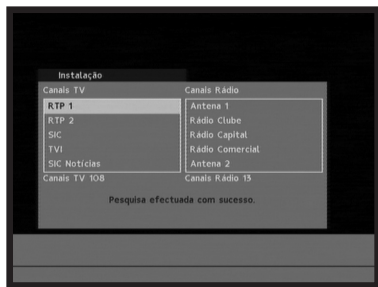 Instalação
Canais TV
Canais Rádio
RTP 1
RTP 2
SIC
TVI
SIC Notícias
Antena 1
Rádio Clube
Rádio Capital
Rádio Comercial
Antena 2
Canais TV 108
Canais Rádio 13
Pesquisa efectuada com sucesso.